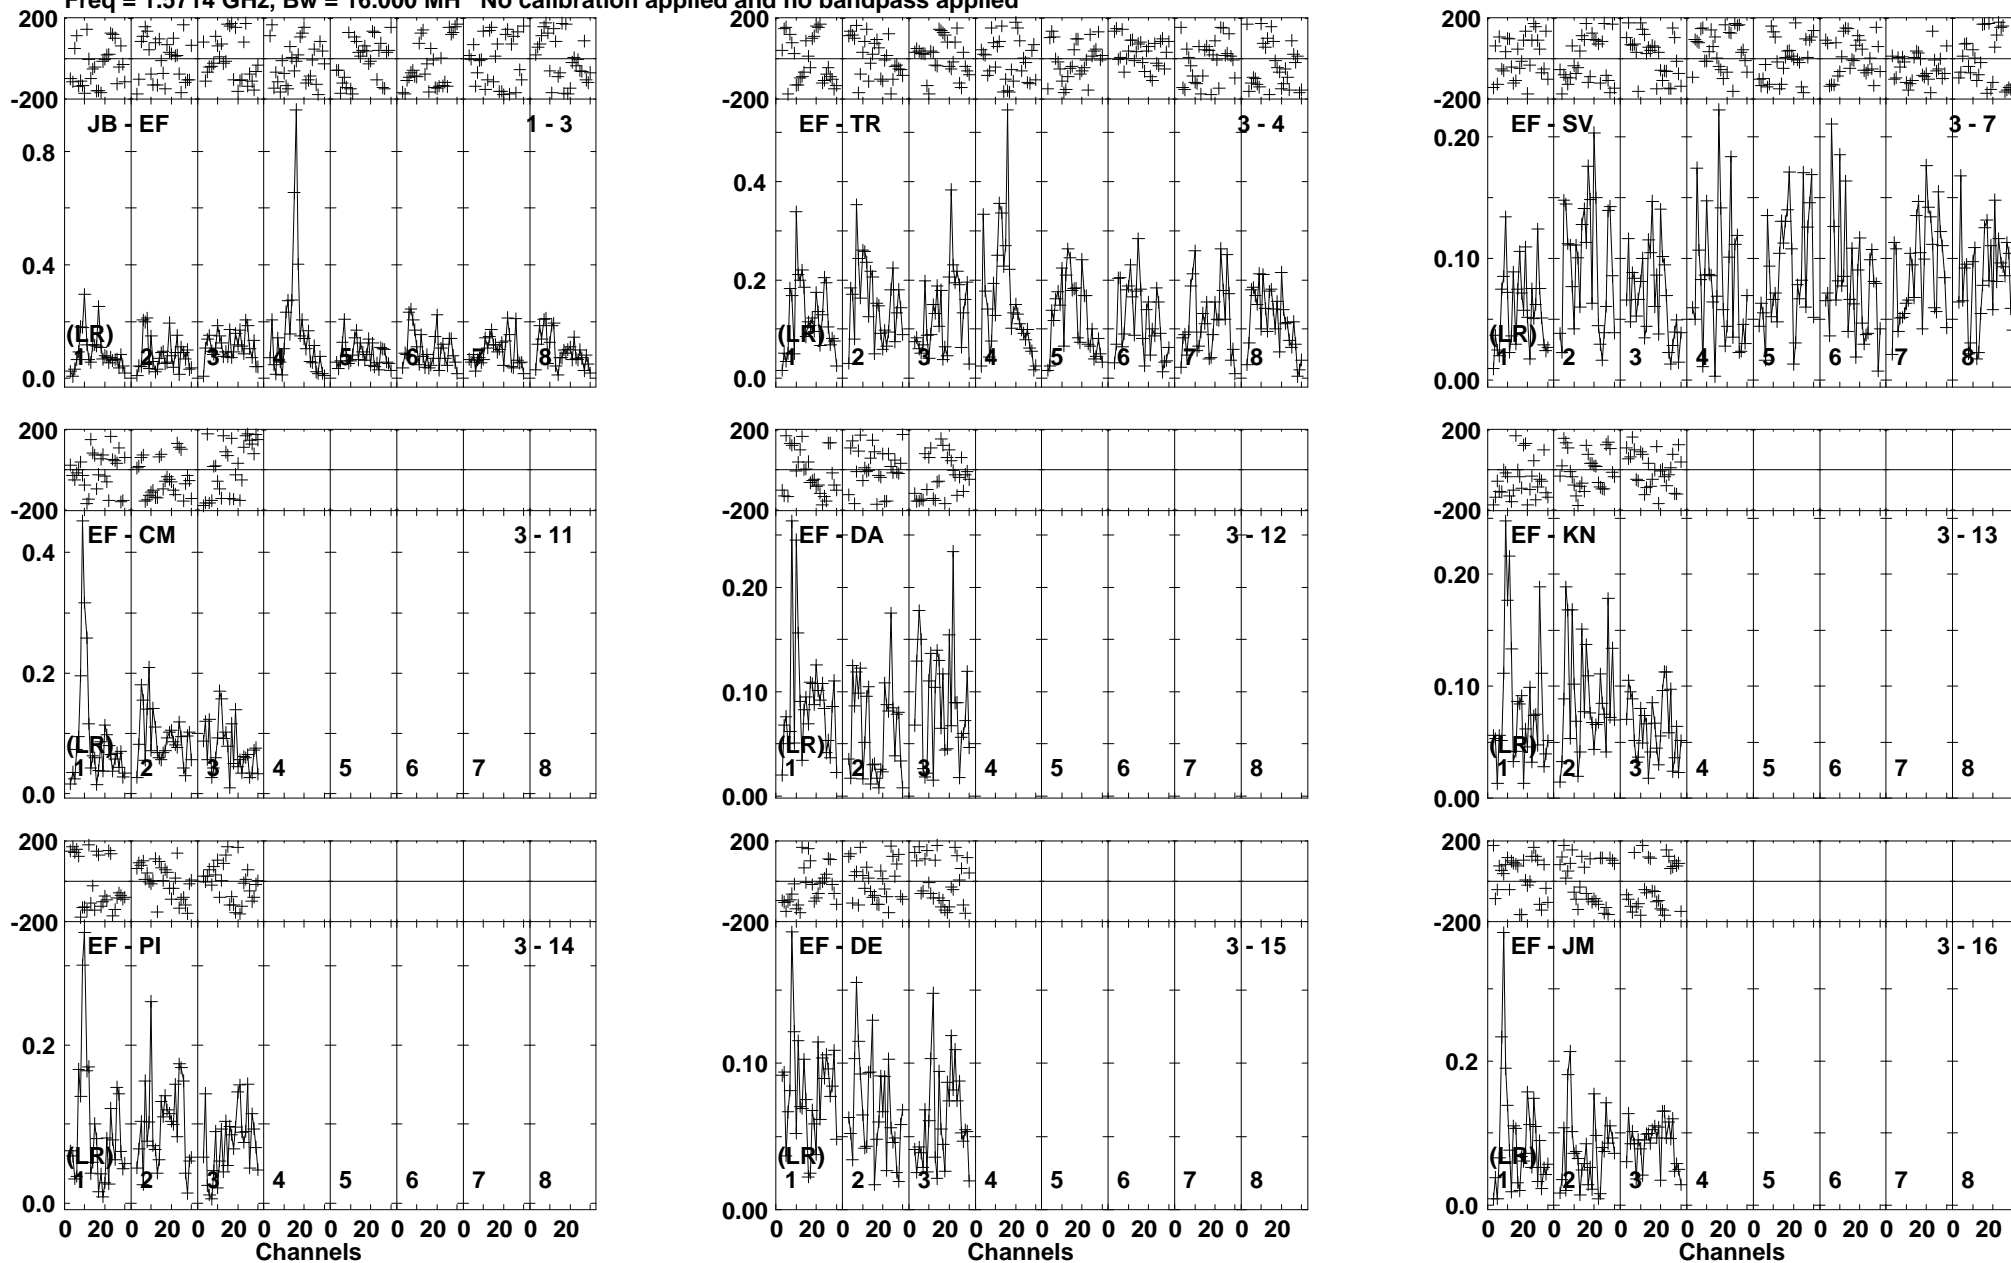 Freq = 1.5714 GHz, Bw = 16.000 MH No calibration applied and no bandpass applied
200 200 200
-200 -200 -200
JB - EF 1 - 3 EF - TR 3 - 4 EF - SV 3 - 7
0.8 0.20
0.4 0.4 0.10
0.2
(LR) (LR) (LR)
1 2 3 4 5 6 7 8 1 2 3 4 5 6 7 8 1 2 3 4 5 6 7 8
0.0 0.0 0.00
200 200 200
-200 -200 -200
EF - CM 3 - 11 EF - DA 3 - 12 EF - KN 3 - 13
0.4 0.20 0.20
0.2 0.10 0.10
(LR) (LR) (LR)
1 2 3 4 5 6 7 8 1 2 3 4 5 6 7 8 1 2 3 4 5 6 7 8
0.0 0.00 0.00
200 200 200
-200 -200 -200
EF - PI 3 - 14 EF - DE 3 - 15 EF - JM 3 - 16
0.2 0.10 0.2
(LR) (LR) (LR)
1 2 3 4 5 6 7 8 1 2 3 4 5 6 7 8 1 2 3 4 5 6 7 8
0.0 0.00 0.0
0 20 0 20 0 20 0 20 0 20 0 20 0 20 0 20 0 20 0 20 0 20 0 20 0 20 0 20 0 20 0 20 0 20 0 20 0 20 0 20 0 20 0 20 0 20 0 20
Channels Channels Channels